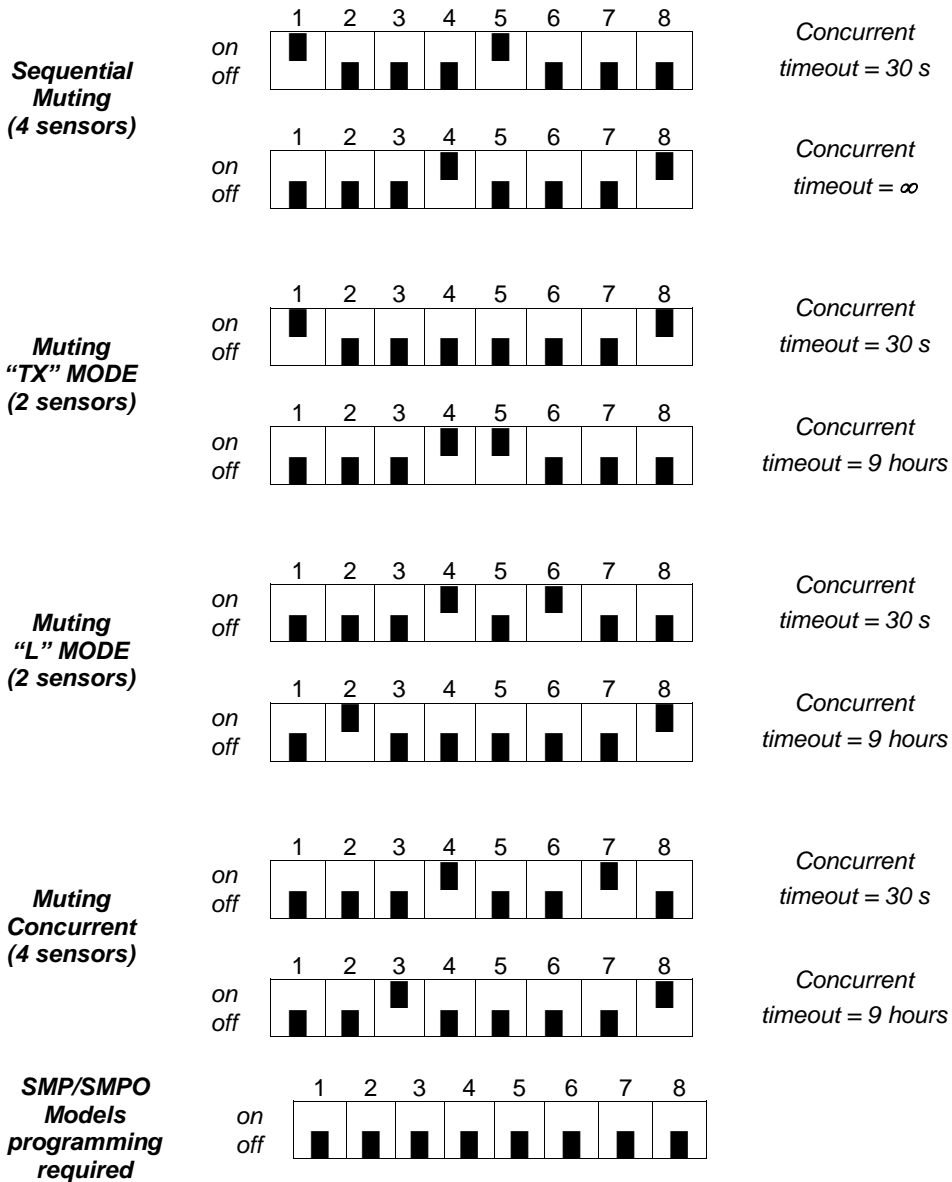 1 2 3 4 5 6 7 8
on
off
Sequential
Muting
(4 sensors)
Concurrent
timeout = 30 s
1 2 3 4 5 6 7 8
on
off
Concurrent
timeout = ∞
1 2 3 4 5 6 7 8
on
off
Muting
“TX” MODE
(2 sensors)
Concurrent
timeout = 30 s
1 2 3 4 5 6 7 8
on
off
Concurrent
timeout = 9 hours
1 2 3 4 5 6 7 8
on
off
Muting
“L” MODE
(2 sensors)
Concurrent
timeout = 30 s
1 2 3 4 5 6 7 8
on
off
Concurrent
timeout = 9 hours
1 2 3 4 5 6 7 8
on
off
Muting
Concurrent
(4 sensors)
Concurrent
timeout = 30 s
1 2 3 4 5 6 7 8
on
off
Concurrent
timeout = 9 hours
SMP/SMPO
Models
programming
required
1 2 3 4 5 6 7 8
on
off